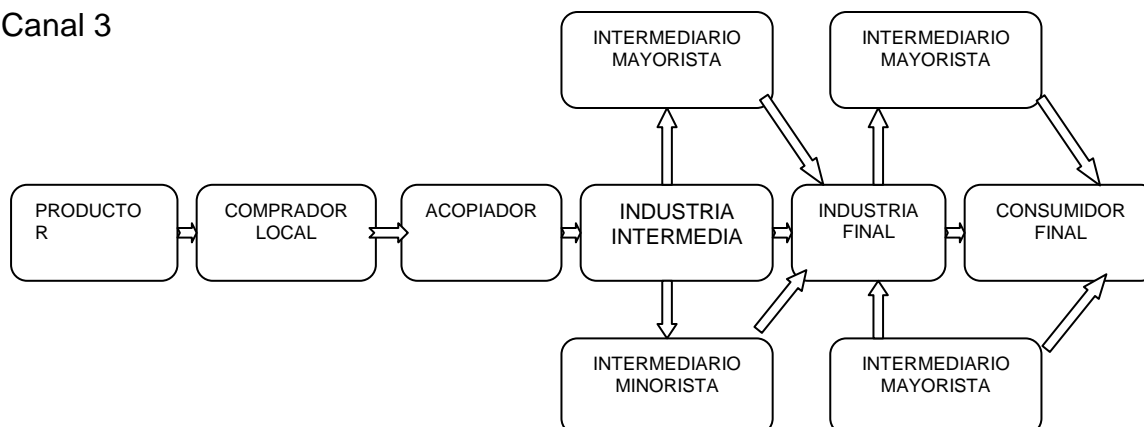 Canal 3
INTERMEDIARIO
MAYORISTA
INTERMEDIARIO
MAYORISTA
PRODUCTO
R
COMPRADOR
LOCAL
ACOPIADOR
INDUSTRIA
INTERMEDIA
INDUSTRIA
FINAL
CONSUMIDOR
FINAL
INTERMEDIARIO
MINORISTA
INTERMEDIARIO
MAYORISTA